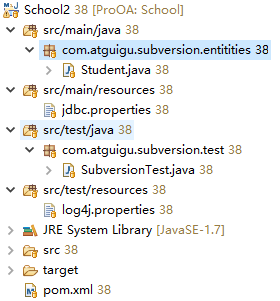 School2 38 [ProOA: School]
src/main/java 38
com.atguigu.subversion.entitities 38
Student.java 38
src/main/resources 38
jdbc.properties 38
src/test/java 38
com.atguigu.subversion.test 38
SubversionTest.java 38
src/test/resources 38
log4j.properties 38
JRE System Library [JavaSE-1.7]
src 38
target
pom.xml 38